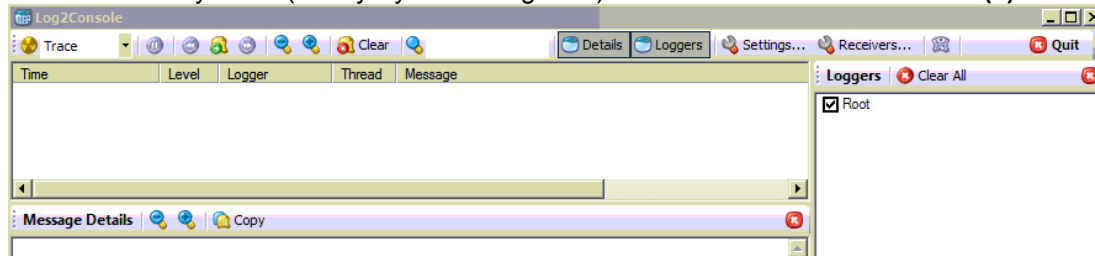 Log2Console
Trace Clear Details Loggers Settings... Receivers... Quit
Time Level Logger Thread Message
Loggers Clear All
Root
Message Details Copy